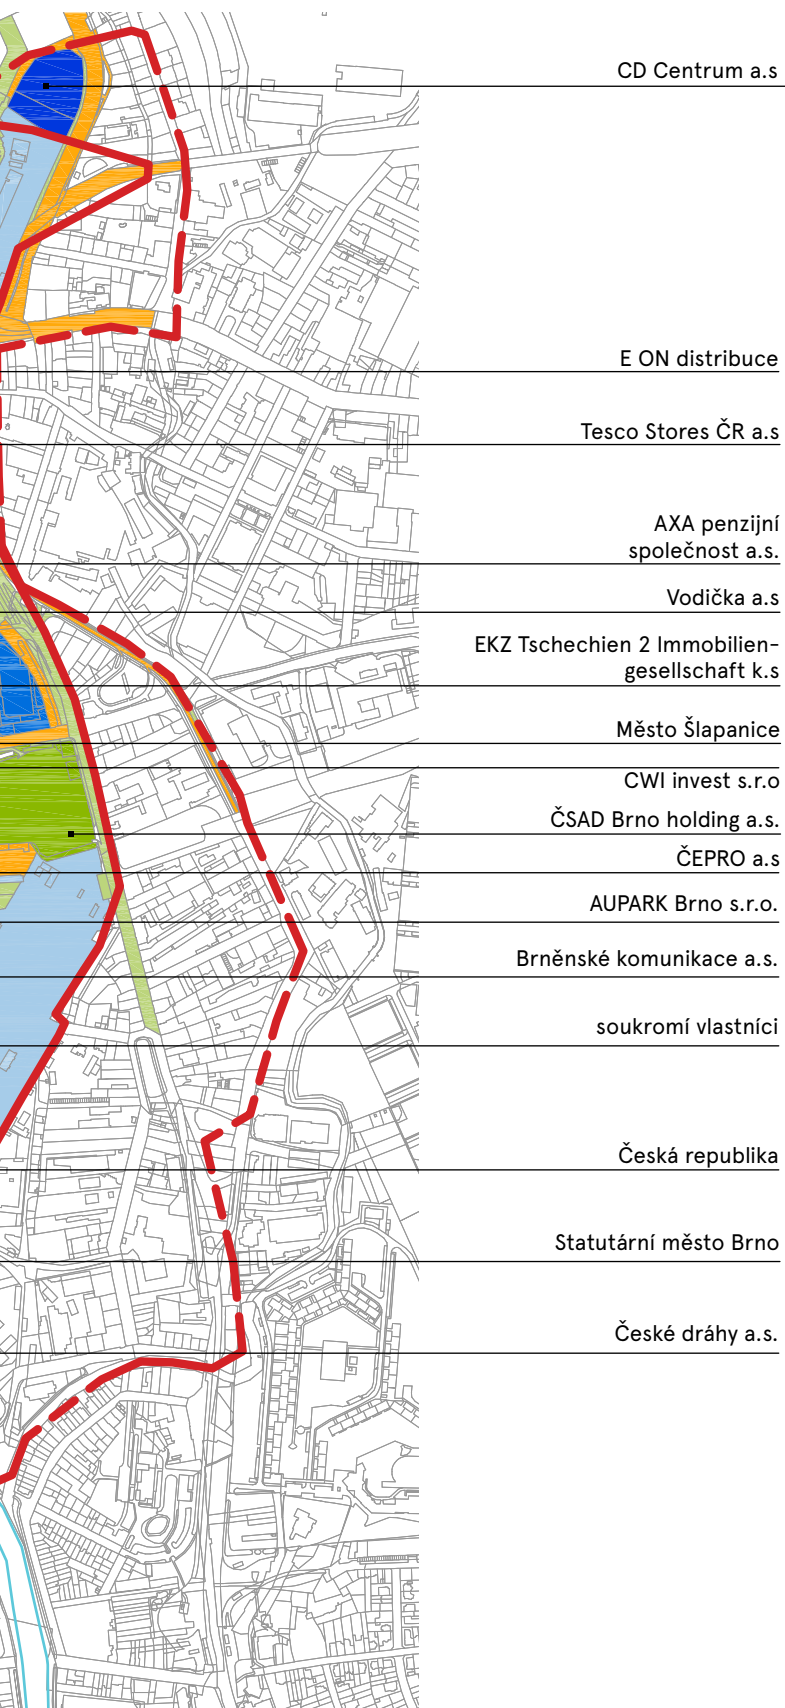 CD Centrum a.s
E ON distribuce
Tesco Stores ČR a.s
AXA penzijní
společnost a.s.
Vodička a.s
EKZ Tschechien 2 Immobilien-
gesellschaft k.s
Město Šlapanice
CWI invest s.r.o
ČSAD Brno holding a.s.
ČEPRO a.s
AUPARK Brno s.r.o.
Brněnské komunikace a.s.
soukromí vlastníci
Česká republika
Statutární město Brno
České dráhy a.s.